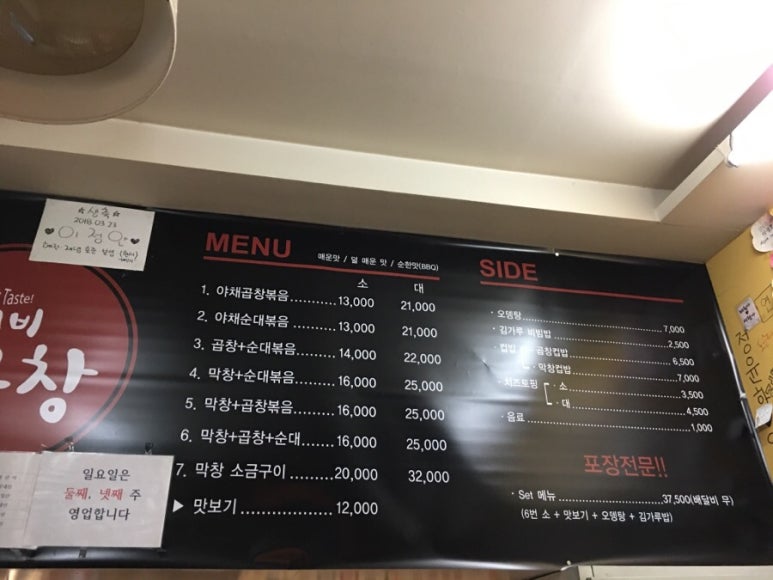 ☆산속☆
2018.03.23
Taste!
비
창
일요일은
둘째, 넷째 주
영업합니다
MENU
매운맛 / 덜 매운 맛 / 순한맛(BBQ)
소 대
1. 야채곱창볶음..........13,000 21,000
2. 야채순대볶음..........13,000 21,000
3. 곱창+순대볶음........14,000 22,000
4. 막창+순대볶음........16,000 25,000
5. 막창+곱창볶음........16,000 25,000
6. 막창+곱창+순대......16,000 25,000
7. 막창 소금구이........20,000 32,000
▶ 맛보기..................12,000
SIDE
· 오뎅탕..................7,000
· 김가루 비빔밥..................2,500
· 컵밥 · 곱창컵밥..................6,500
· 막창컵밥..................7,000
· 치즈토핑 · 소..................3,500
· 대..................4,500
· 음료..................1,000
포장전문!!
· Set 메뉴..................37,500(배달비 무)
(6번 소 + 맛보기 + 오뎅탕 + 김가루밥)